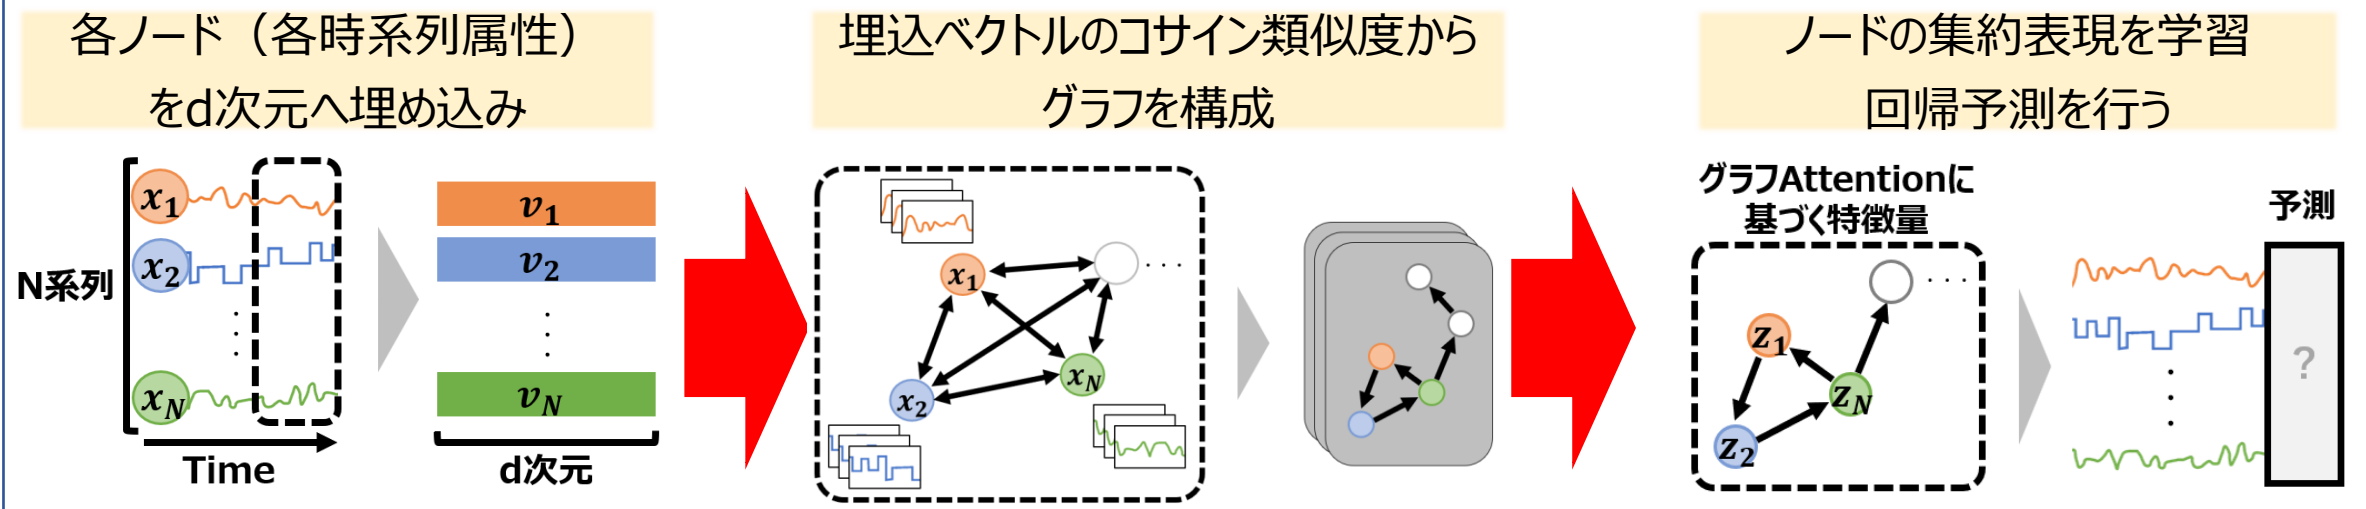 各ノード（各時系列属性）
をd次元へ埋め込み
N系列
x1
x2
xN
Time
v1
v2
vN
d次元
埋込ベクトルのコサイン類似度から
グラフを構成
x1
x2
xN
ノードの集約表現を学習
回帰予測を行う
グラフAttentionに
基づく特徴量
z1
z2
zN
予測
?